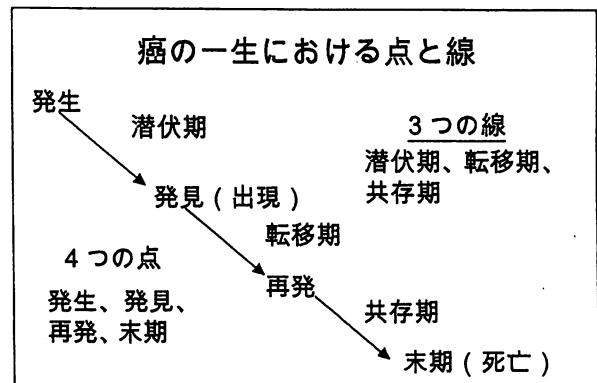 癌の一生における点と線
発生
潜伏期
3つの線
潜伏期、転移期、
共存期
発見(出現)
転移期
4つの点
発生、発見、
再発、末期
再発
共存期
末期(死亡)